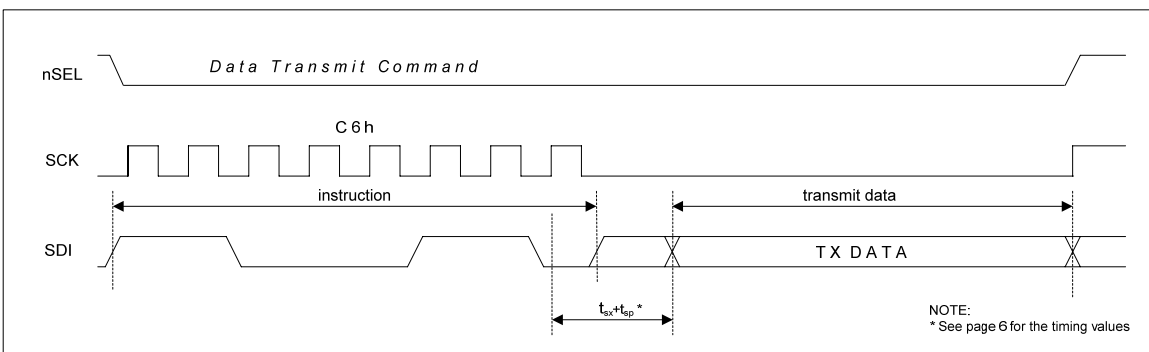 nSEL
Data Transmit Command
C6h
SCK
instruction
transmit data
SDI
TX DATA
tsx+tsp *
NOTE:
* See page 6 for the timing values